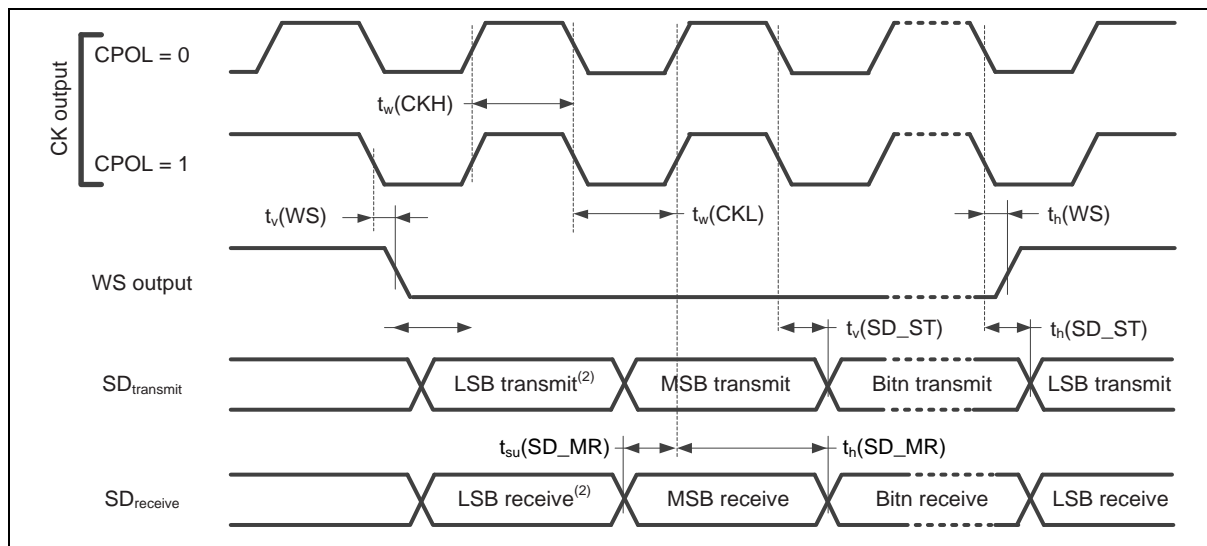 CK output
CPOL = 0
tw(CKH)
CPOL = 1
tv(WS)
tw(CKL)
th(WS)
WS output
tv(SD_ST)
th(SD_ST)
SDtransmit
LSB transmit(2)
MSB transmit
Bitn transmit
LSB transmit
tsu(SD_MR)
th(SD_MR)
SDreceive
LSB receive(2)
MSB receive
Bitn receive
LSB receive